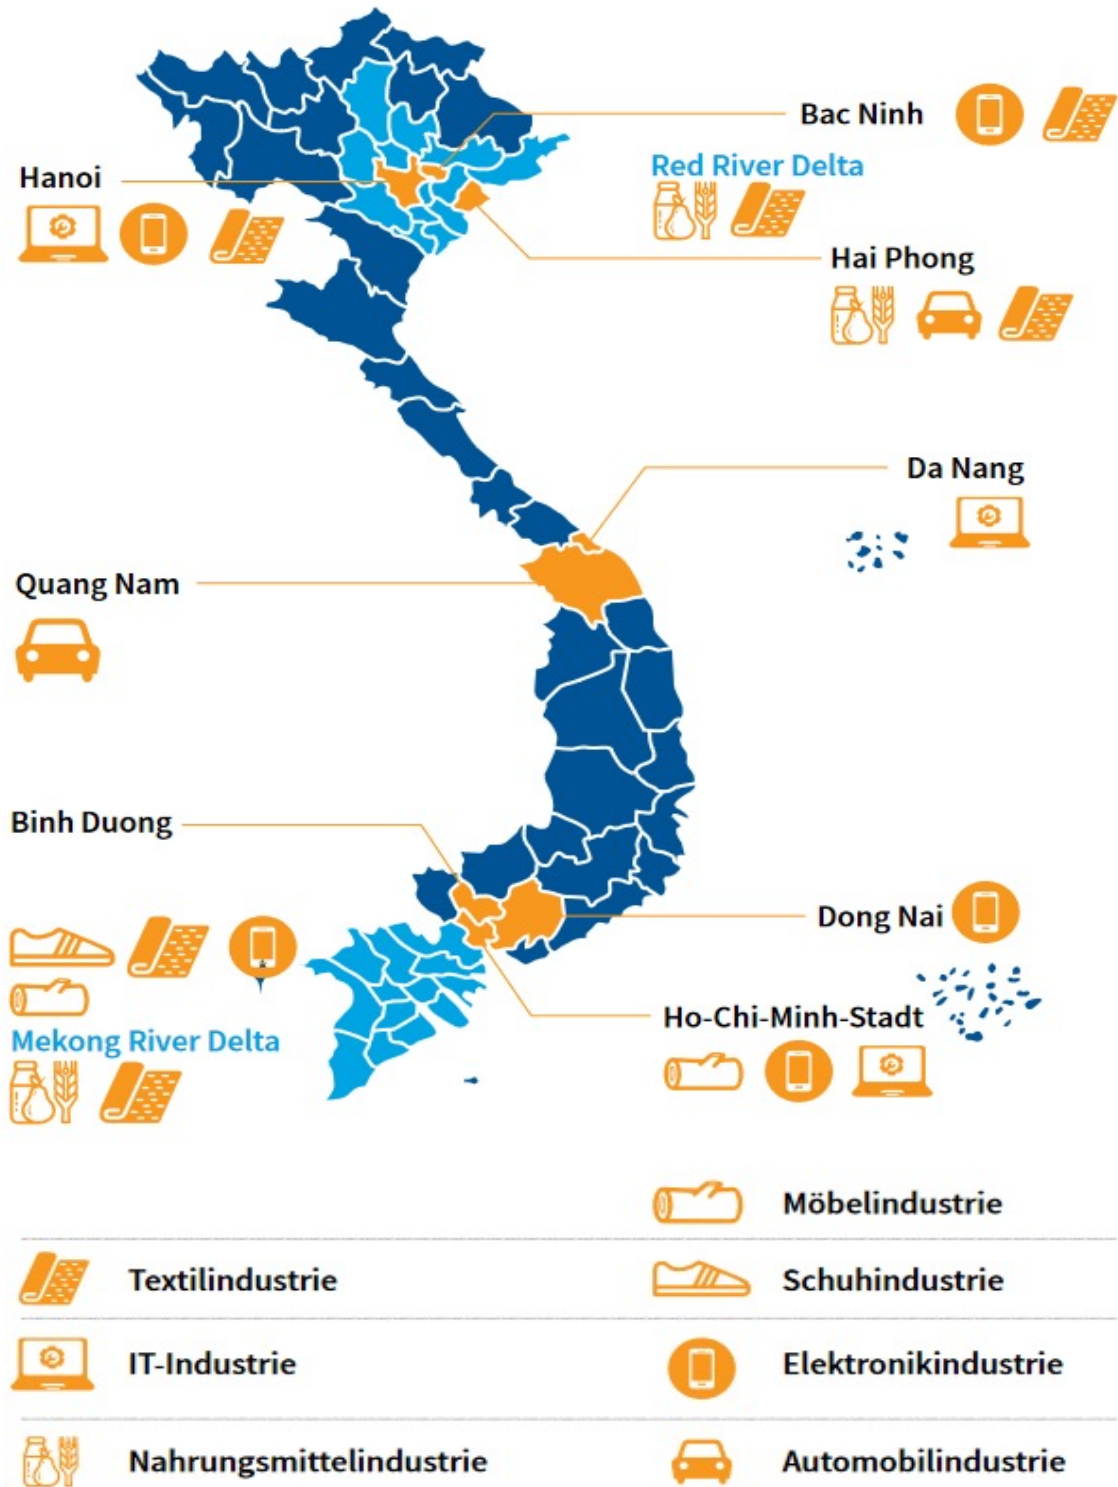 Bac Ninh
Red River Delta
Hanoi
Hai Phong
Da Nang
Quang Nam
Binh Duong
Dong Nai
Ho-Chi-Minh-Stadt
Mekong River Delta
Möbelindustrie
Textilindustrie
Schuhindustrie
IT-Industrie
Elektronikindustrie
Nahrungsmittelindustrie
Automobilindustrie